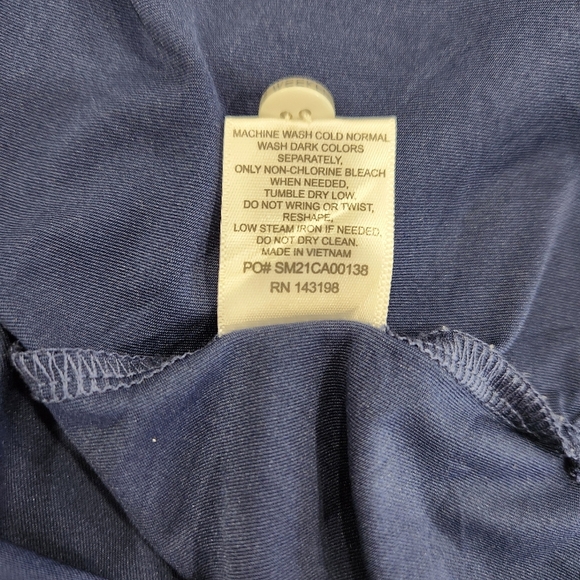 MACHINE WASH COLD NORMAL
WASH DARK COLORS
SEPARATELY,
ONLY NON-CHLORINE BLEACH
WHEN NEEDED,
TUMBLE DRY LOW,
DO NOT WRING OR TWIST,
RESHAPE,
LOW STEAM IRON IF NEEDED.
DO NOT DRY CLEAN.
MADE IN VIETNAM
PO# SM21CA00138
RN 143198